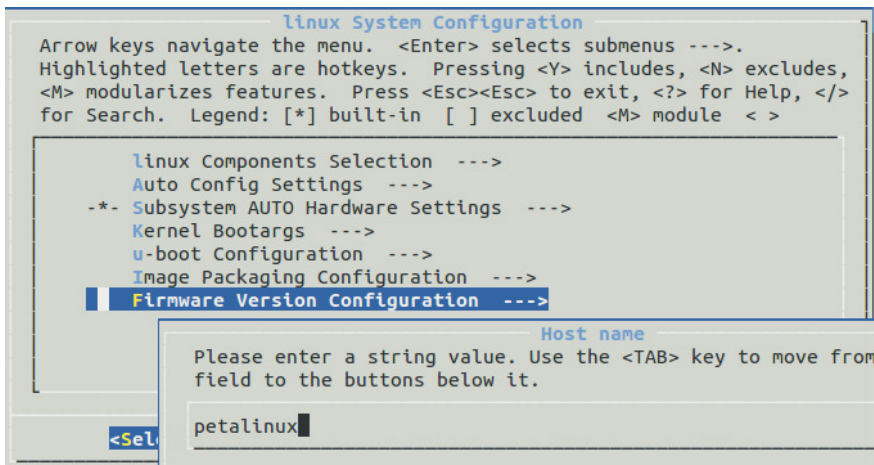 linux System Configuration
Arrow keys navigate the menu. <Enter> selects submenus --->.
Highlighted letters are hotkeys. Pressing <Y> includes, <N> excludes,
<M> modularizes features. Press <Esc><Esc> to exit, <?> for Help, </>
for Search. Legend: [*] built-in [ ] excluded <M> module < >
linux Components Selection --->
Auto Config Settings --->
-*- Subsystem AUTO Hardware Settings --->
Kernel Bootargs --->
u-boot Configuration --->
Image Packaging Configuration --->
Firmware Version Configuration --->
Host name
Please enter a string value. Use the <TAB> key to move from
field to the buttons below it.
petalinux
<Sel